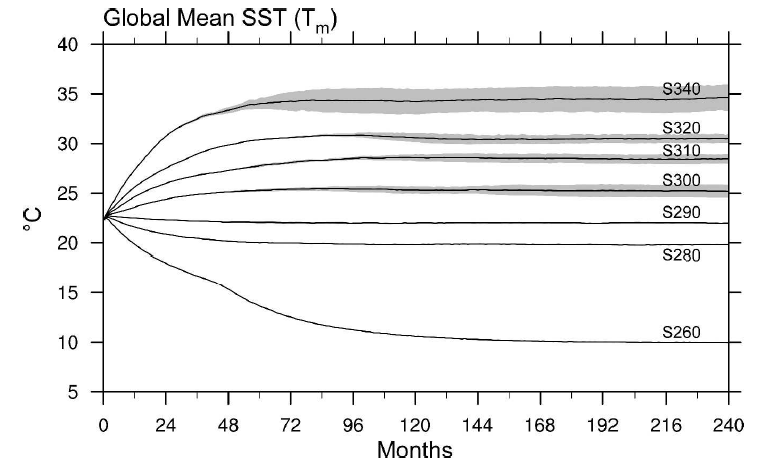 Global Mean SST (Tm)
40
35
30
25
20
15
10
5
°C
S340
S320
S310
S300
S290
S280
S260
0 24 48 72 96 120 144 168 192 216 240
Months